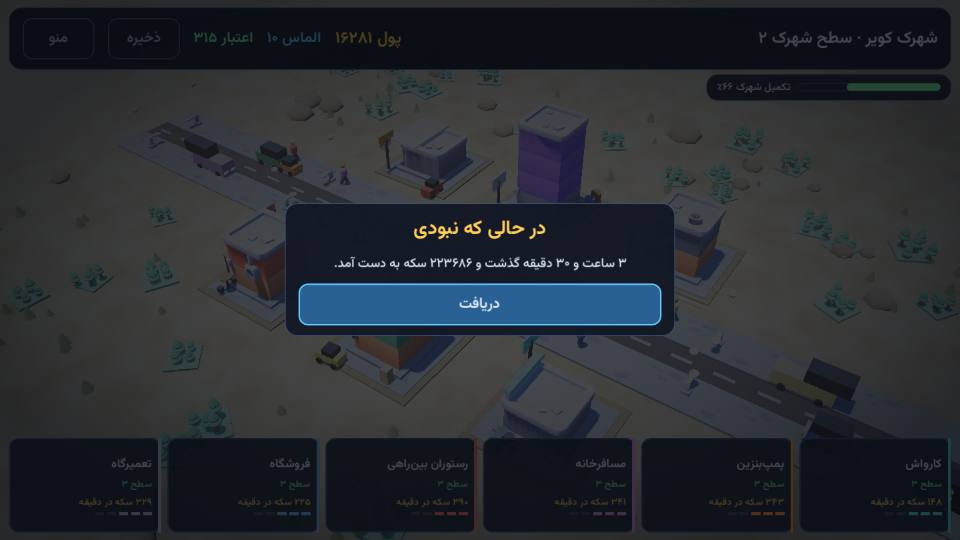 شهرک کویر · سطح شهرک ۲
پول ۱۶۲۸۱
الماس ۱۰
اعتبار ۳۱۵
ذخیره
منو
تکمیل شهرک ۶۶٪
در حالی که نبودی
۳ ساعت و ۳۰ دقیقه گذشت و ۲۲۳۶۸۶ سکه به دست آمد.
دریافت
کارواش
سطح ۳
۱۴۸ سکه در دقیقه
پمپ‌بنزین
سطح ۳
۳۴۳ سکه در دقیقه
مسافرخانه
سطح ۳
۳۴۱ سکه در دقیقه
رستوران بین‌راهی
سطح ۳
۳۹۰ سکه در دقیقه
فروشگاه
سطح ۳
۲۲۵ سکه در دقیقه
تعمیرگاه
سطح ۳
۳۲۹ سکه در دقیقه